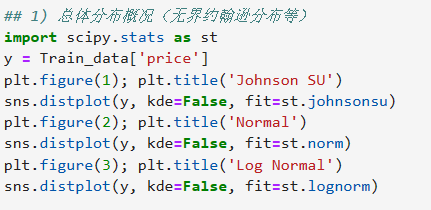 ## 1) 总体分布概况（无界约翰逊分布等）
import scipy.stats as st
y = Train_data['price']
plt.figure(1); plt.title('Johnson SU')
sns.distplot(y, kde=False, fit=st.johnsonsu)
plt.figure(2); plt.title('Normal')
sns.distplot(y, kde=False, fit=st.norm)
plt.figure(3); plt.title('Log Normal')
sns.distplot(y, kde=False, fit=st.lognorm)